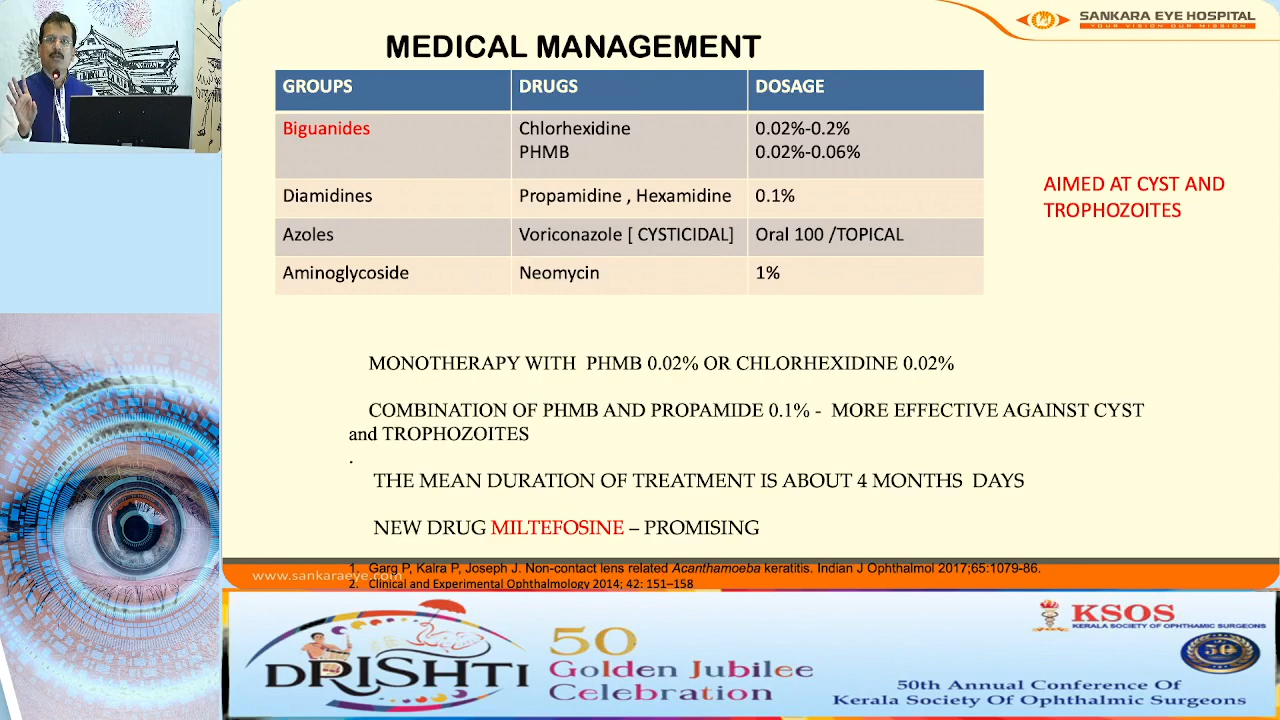 SANKARA EYE HOSPITAL
YOUR VISION OUR MISSION
MEDICAL MANAGEMENT
GROUPS DRUGS DOSAGE
Biguanides Chlorhexidine 0.02%-0.2%
PHMB 0.02%-0.06%
Diamidines Propamidine , Hexamidine 0.1%
Azoles Voriconazole [ CYSTICIDAL] Oral 100 /TOPICAL
Aminoglycoside Neomycin 1%
AIMED AT CYST AND
TROPHOZOITES
MONOTHERAPY WITH PHMB 0.02% OR CHLORHEXIDINE 0.02%
COMBINATION OF PHMB AND PROPAMIDE 0.1% - MORE EFFECTIVE AGAINST CYST
and TROPHOZOITES
.
THE MEAN DURATION OF TREATMENT IS ABOUT 4 MONTHS DAYS
NEW DRUG MILTEFOSINE – PROMISING
1. Garg P, Kalra P, Joseph J. Non-contact lens related Acanthamoeba keratitis. Indian J Ophthalmol 2017;65:1079-86.
www.sankaraeye.com
2. Clinical and Experimental Ophthalmology 2014; 42: 151–158
DRISHTI
50
Golden Jubilee
Celebration
KSOS
KERALA SOCIETY OF OPHTHAMIC SURGEONS
50
50th Annual Conference Of
Kerala Society Of Ophthalmic Surgeons